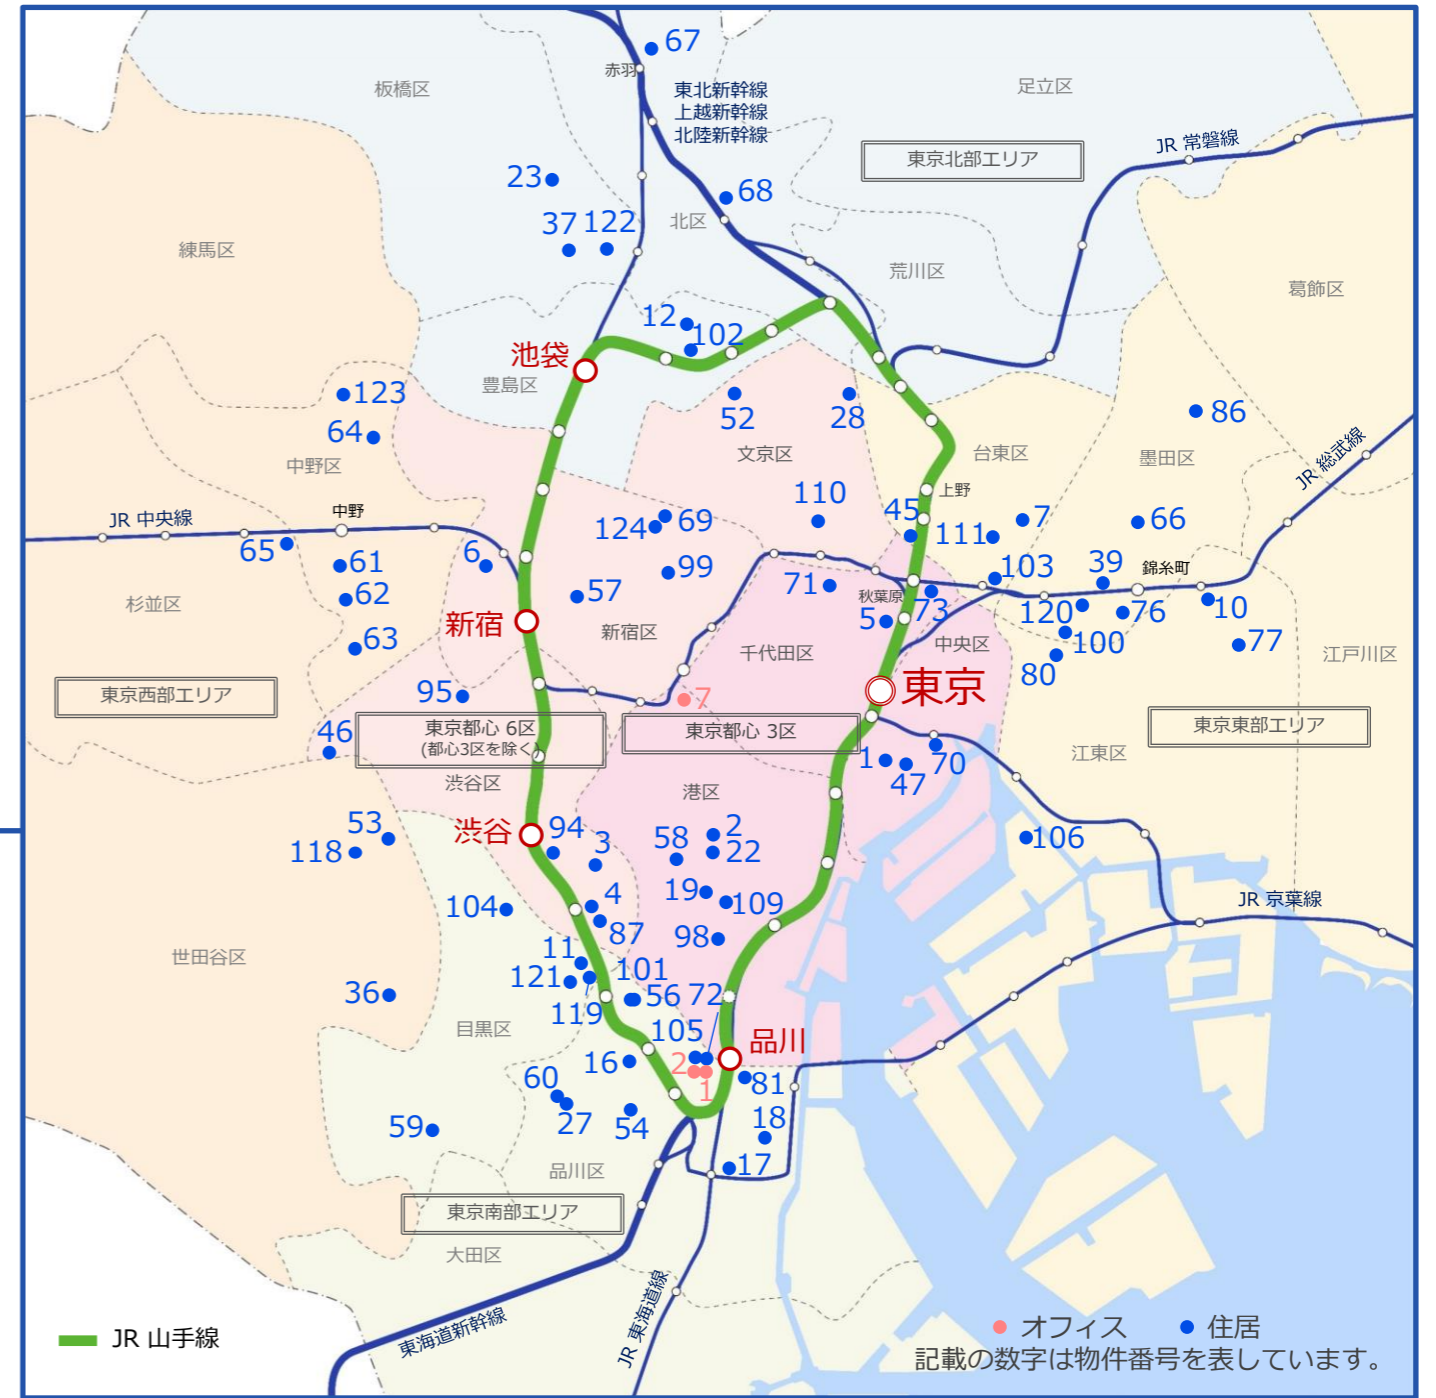 67
赤羽
板橋区
東北新幹線
上越新幹線
北陸新幹線
足立区
JR 常磐線
東京北部エリア
23
68
37
122
北区
練馬区
荒川区
葛飾区
12
102
池袋
豊島区
123
52
28
86
64
中野区
文京区
台東区
墨田区
JR 総武線
上野
JR 中央線
中野
110
45
7
66
124
69
111
65
61
6
99
103
39
錦糸町
杉並区
62
57
71
秋葉原
73
120
76
10
新宿
新宿区
5
63
千代田区
中央区
100
77
80
江戸川区
東京西部エリア
95
7
東京
46
東京都心 6区
(都心3区を除く)
東京都心 3区
東京東部エリア
1
47
70
江東区
渋谷区
港区
53
118
渋谷
94
3
58
2
22
106
104
4
19
109
JR 京葉線
87
98
世田谷区
11
121
101
36
119
56
72
目黒区
105
品川
16
2
1
81
60
27
54
18
59
17
品川区
東京南部エリア
大田区
JR 山手線
東海道新幹線
JR 東海道線
オフィス
住居
記載の数字は物件番号を表しています。